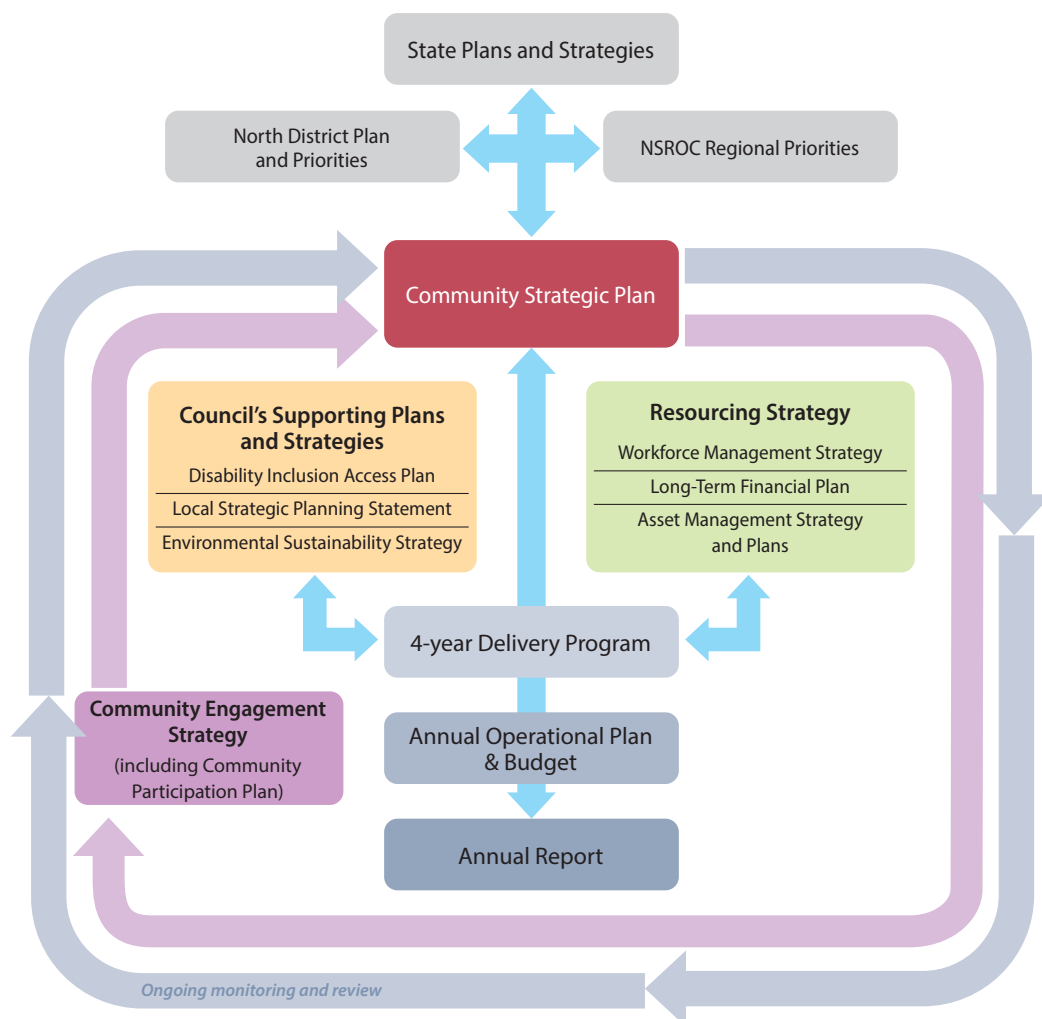 State Plans and Strategies
North District Plan
and Priorities
NSROC Regional Priorities
Community Strategic Plan
Council’s Supporting Plans
and Strategies
Disability Inclusion Access Plan
Local Strategic Planning Statement
Environmental Sustainability Strategy
Resourcing Strategy
Workforce Management Strategy
Long-Term Financial Plan
Asset Management Strategy
and Plans
4-year Delivery Program
Community Engagement
Strategy
(including Community
Participation Plan)
Annual Operational Plan
& Budget
Annual Report
Ongoing monitoring and review